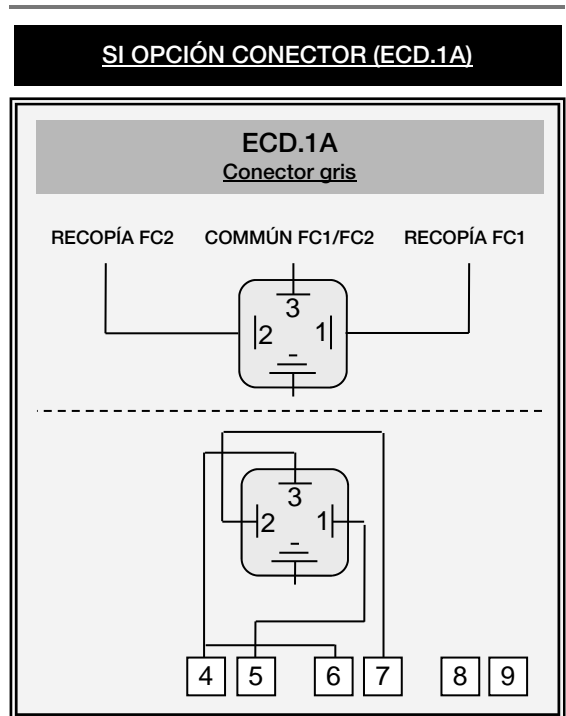 SI OPCIÓN CONECTOR (ECD.1A)
ECD.1A
Conector gris
RECOPÍA FC2 COMMÚN FC1/FC2 RECOPÍA FC1
3
2 1
3
2 1
4 5 6 7 8 9